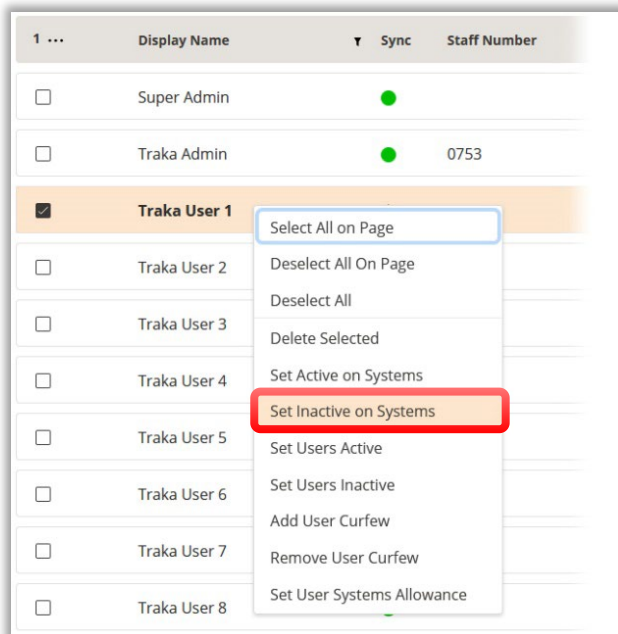 1 ... Display Name Sync Staff Number
Super Admin
Traka Admin 0753
Traka User 1
Select All on Page
Traka User 2 Deselect All On Page
Deselect All
Traka User 3 Delete Selected
Traka User 4 Set Active on Systems
Set Inactive on Systems
Traka User 5 Set Users Active
Traka User 6 Set Users Inactive
Add User Curfew
Traka User 7 Remove User Curfew
Traka User 8 Set User Systems Allowance